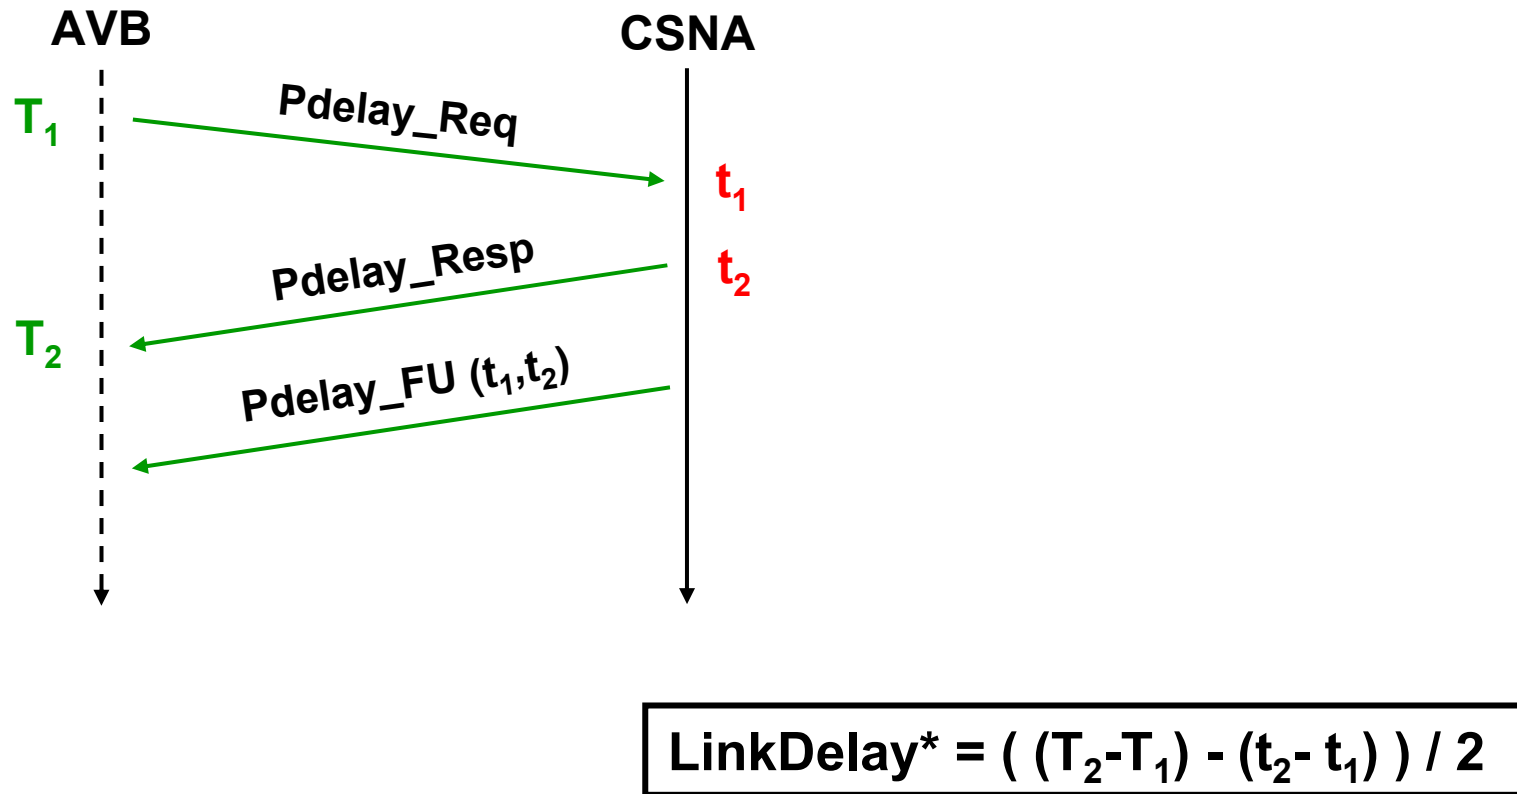 AVB CSNA
T₁ Pdelay_Req
t₁
Pdelay_Resp t₂
T₂
Pdelay_FU (t₁,t₂)
LinkDelay* = ( (T₂-T₁) - (t₂- t₁) ) / 2